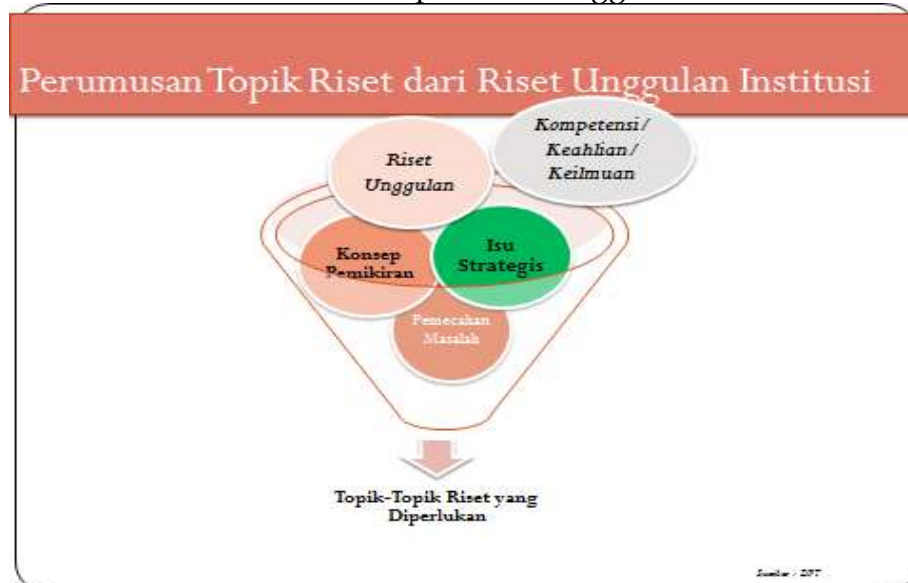 Perumusan Topik Riset dari Riset Unggulan Institusi
Kompetensi/
Keahlian/
Keilmuan
Riset
Unggulan
Konsep
Pemikiran
Isu
Strategis
Pemecahan
Masalah
Topik-Topik Riset yang
Diperlukan